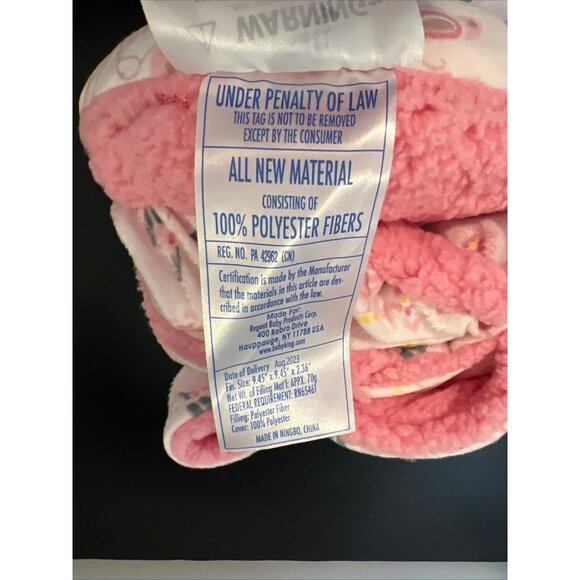 WARNING:
UNDER PENALTY OF LAW
THIS TAG IS NOT TO BE REMOVED
EXCEPT BY THE CONSUMER
ALL NEW MATERIAL
CONSISTING OF
100% POLYESTER FIBERS
REG. NO. PA 42962 (CN)
Certification is made by the Manufacturer
that the materials in this article are des-
cribed in accordance with the law.
Made For:
Regent Baby Products Corp.
400 Rabro Drive
Hauppauge, NY 11788 USA
www.babyking.com
Date of Delivery Aug 2023
Fin. Size: 9.45" x 9.45" x 2.36"
Net Wt. of Filling Mat'l: APPX. 70g
FEDERAL REQUIREMENT: RN65461
Filling: Polyester Fiber
Cover: 100% Polyester
MADE IN NINGBO, CHINA